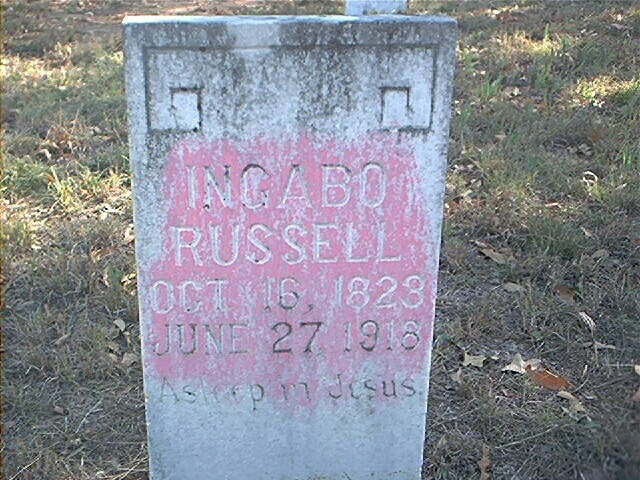 INGABO
RUSSELL
OCT 16, 1823
JUNE 27, 1918
Asleep in Jesus.